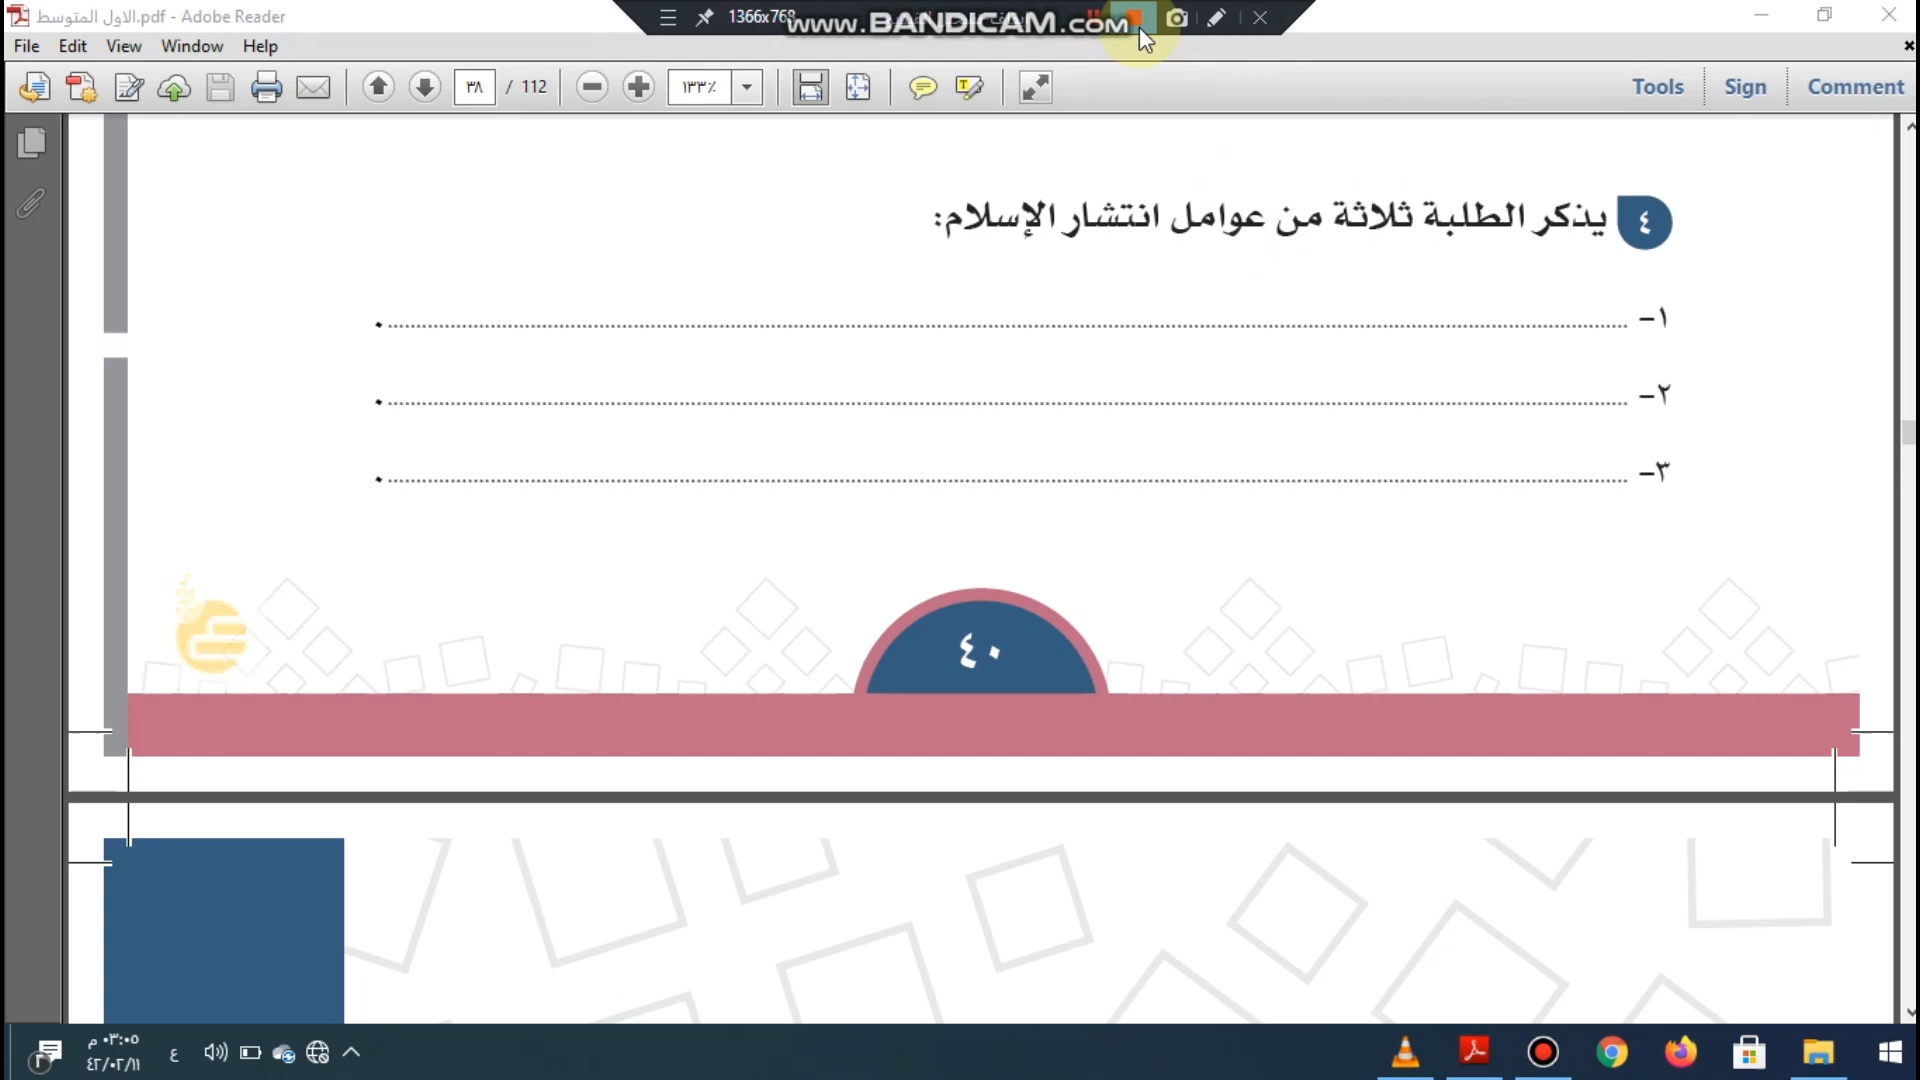 الاول المتوسط.pdf - Adobe Reader
1366x768
www.BANDICAM.com
File Edit View Window Help
٣٨ / 112
١٣٣٪
Tools Sign Comment
٤ يذكر الطلبة ثلاثة من عوامل انتشار الإسلام:
١- ........................................
٢- ........................................
٣- ........................................
٤٠
٠٣:٠٥ م
٤٢/٠٢/١١
ع